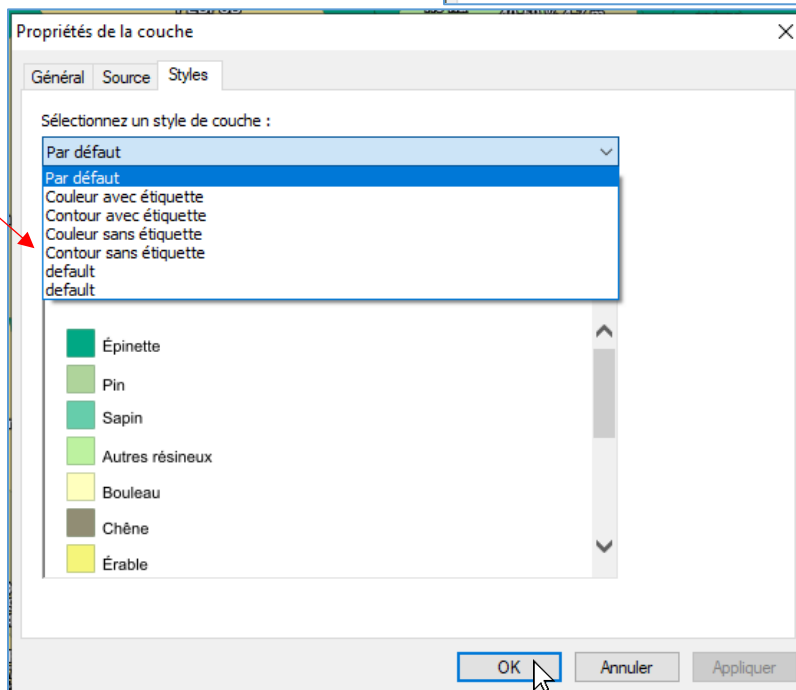 Propriétés de la couche
Général Source Styles
Sélectionnez un style de couche :
Par défaut
Par défaut
Couleur avec étiquette
Contour avec étiquette
Couleur sans étiquette
Contour sans étiquette
default
default
Épinette
Pin
Sapin
Autres résineux
Bouleau
Chêne
Érable
OK Annuler Appliquer